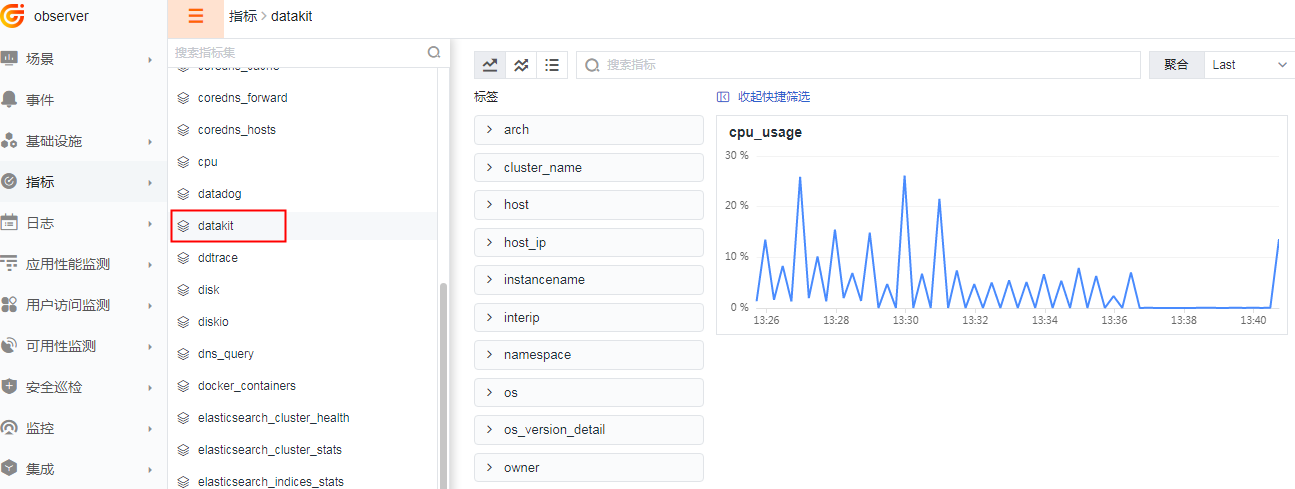 observer
指标 > datakit
场景
事件
基础设施
指标
日志
应用性能监测
用户访问监测
可用性监测
安全巡检
监控
集成
搜索指标集
coredns_cache
coredns_forward
coredns_hosts
cpu
datadog
datakit
ddtrace
disk
diskio
dns_query
docker_containers
elasticsearch_cluster_health
elasticsearch_cluster_stats
elasticsearch_indices_stats
搜索指标
聚合 Last
标签
收起快捷筛选
arch
cluster_name
host
host_ip
instancename
interip
namespace
os
os_version_detail
owner
cpu_usage
30 %
20 %
10 %
0 %
13:26 13:28 13:30 13:32 13:34 13:36 13:38 13:40